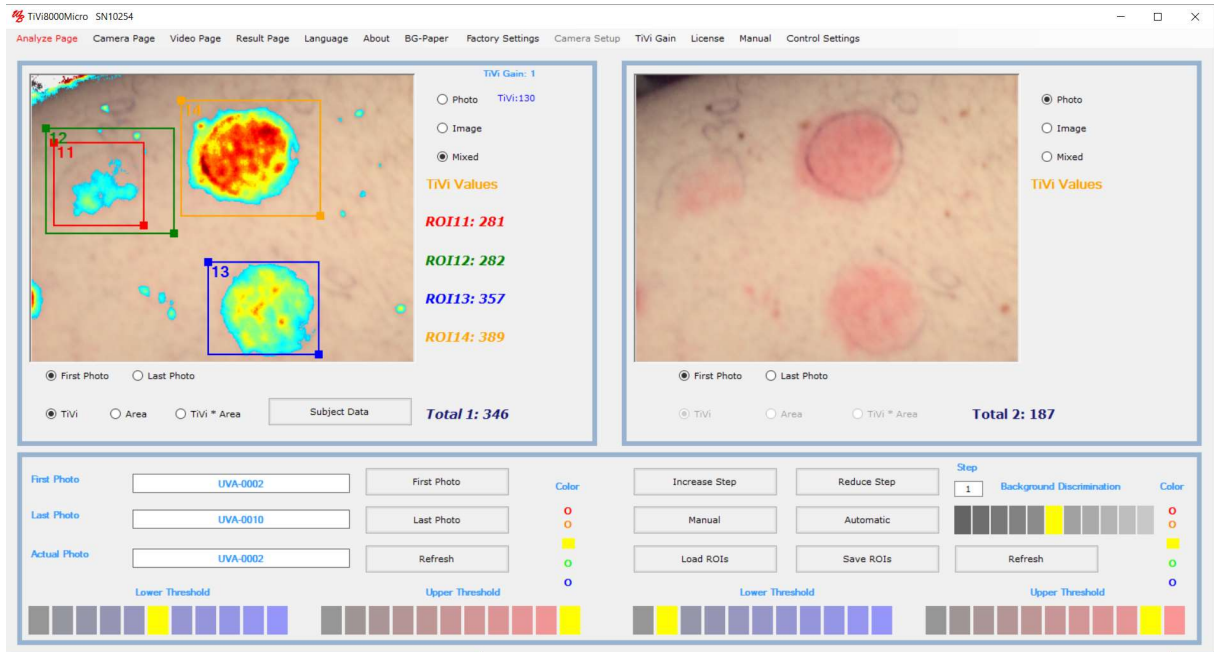 TiVi8000Micro SN10254
Analyze Page Camera Page Video Page Result Page Language About BG-Paper Factory Settings Camera Setup TiVi Gain License Manual Control Settings
TiVi Gain: 1
Photo TiVi:130
Image
Mixed
TiVi Values
ROI11: 281
ROI12: 282
ROI13: 357
ROI14: 389
14
12
11
13
First Photo Last Photo
TiVi Area TiVi * Area Subject Data Total 1: 346
Photo
Image
Mixed
TiVi Values
First Photo Last Photo
TiVi Area TiVi * Area Total 2: 187
First Photo UVA-0002 First Photo Color
Last Photo UVA-0010 Last Photo
Actual Photo UVA-0002 Refresh
Lower Threshold Upper Threshold
Increase Step Reduce Step Step 1 Background Discrimination Color
Manual Automatic
Load ROIs Save ROIs Refresh
Lower Threshold Upper Threshold